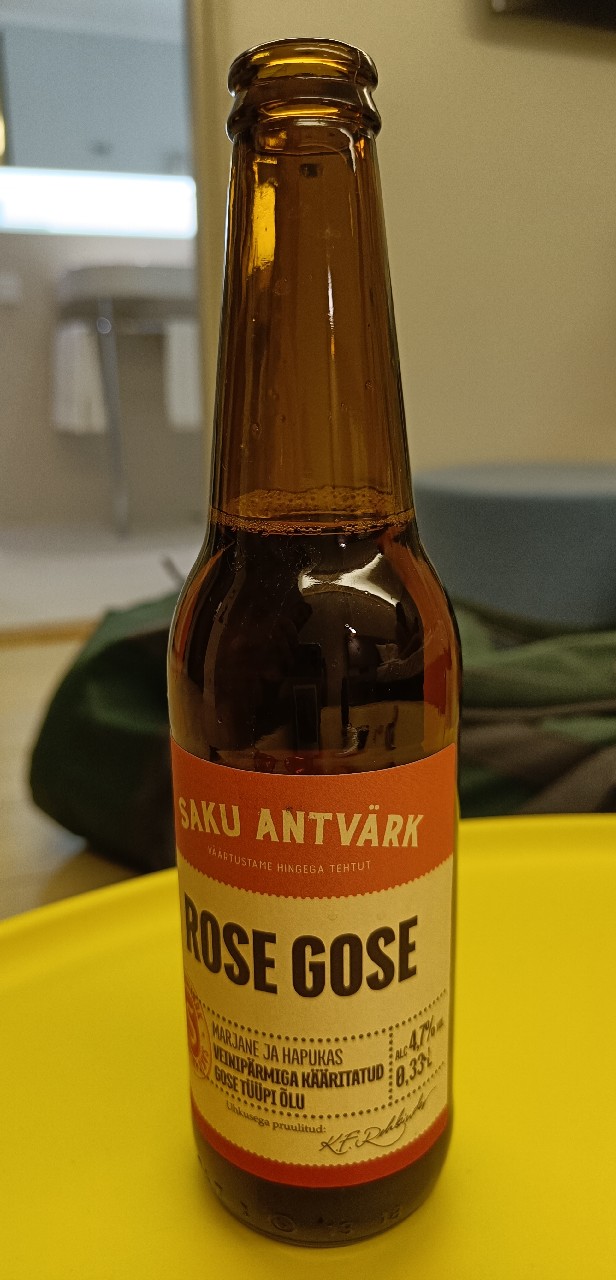 SAKU ANTVÄRK
VÄÄRTUSTAME HINGEGA TEHTUT
ROSE GOSE
MARJANE JA HAPUKAS
VEINIPÄRMIGA KÄÄRITATUD
GOSE TÜÜPI ÕLU
ALC 4,7% vol.
0,33 L
Uhkusega pruulitud: